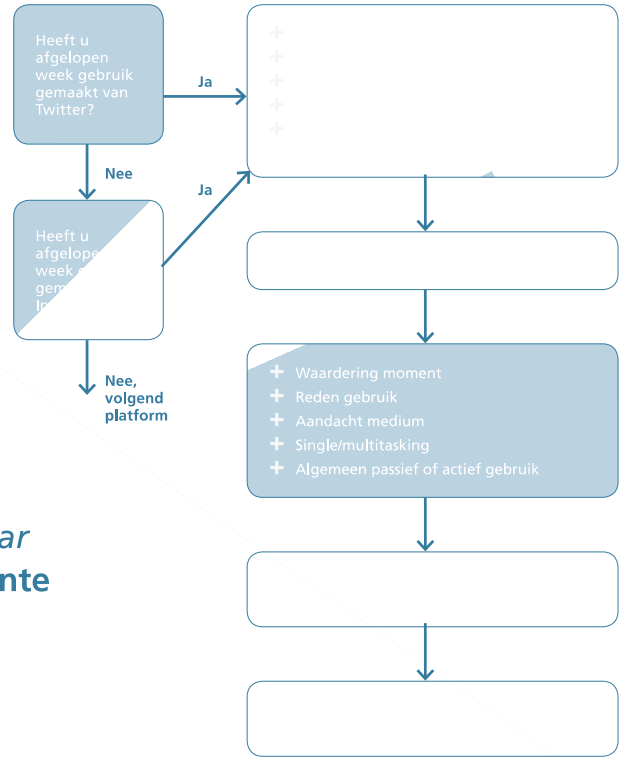 Heeft u
afgelopen
week gebruik
gemaakt van
Twitter?
Ja
Nee
Heeft u
week
Ja
Nee,
volgend
platform
+ Waardering moment
+ Reden gebruik
+ Aandacht medium
+ Single/multitasking
+ Algemeen passief of actief gebruik
ar
nte